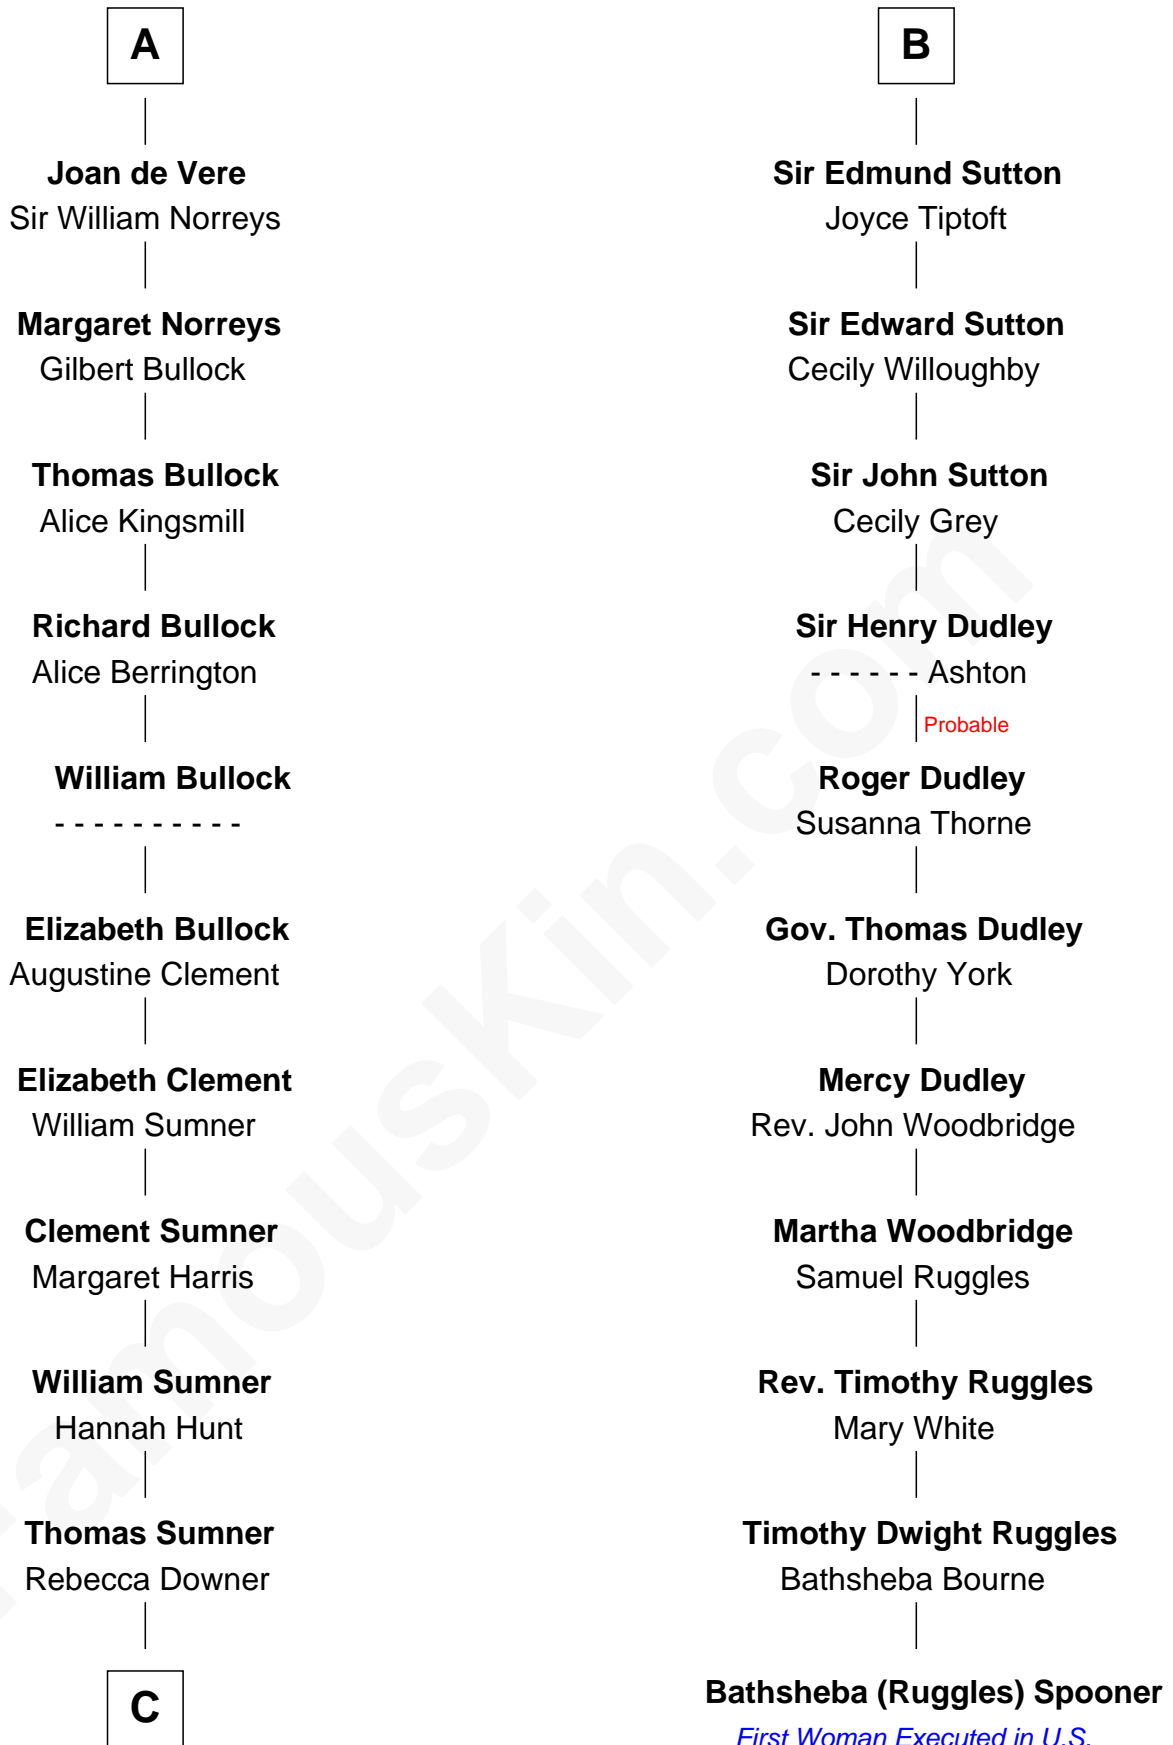 A
Joan de Vere
Sir William Norreys
Margaret Norreys
Gilbert Bullock
Thomas Bullock
Alice Kingsmill
Richard Bullock
Alice Berrington
William Bullock
- - - - - - - - - -
Elizabeth Bullock
Augustine Clement
Elizabeth Clement
William Sumner
Clement Sumner
Margaret Harris
William Sumner
Hannah Hunt
Thomas Sumner
Rebecca Downer
C
B
Sir Edmund Sutton
Joyce Tiptoft
Sir Edward Sutton
Cecily Willoughby
Sir John Sutton
Cecily Grey
Sir Henry Dudley
- - - - - - Ashton
Probable
Roger Dudley
Susanna Thorne
Gov. Thomas Dudley
Dorothy York
Mercy Dudley
Rev. John Woodbridge
Martha Woodbridge
Samuel Ruggles
Rev. Timothy Ruggles
Mary White
Timothy Dwight Ruggles
Bathsheba Bourne
Bathsheba (Ruggles) Spooner
First Woman Executed in U.S.
FamousKin.com